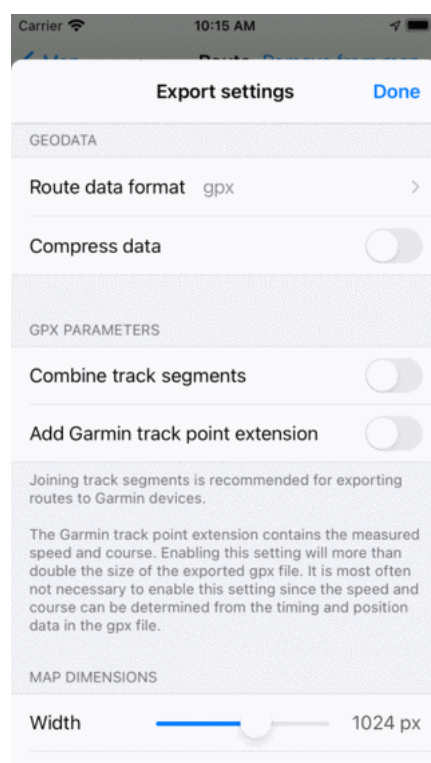 Carrier 10:15 AM
Export settings Done
GEODATA
Route data format gpx
Compress data
GPX PARAMETERS
Combine track segments
Add Garmin track point extension
Joining track segments is recommended for exporting
routes to Garmin devices.
The Garmin track point extension contains the measured
speed and course. Enabling this setting will more than
double the size of the exported gpx file. It is most often
not necessary to enable this setting since the speed and
course can be determined from the timing and position
data in the gpx file.
MAP DIMENSIONS
Width 1024 px